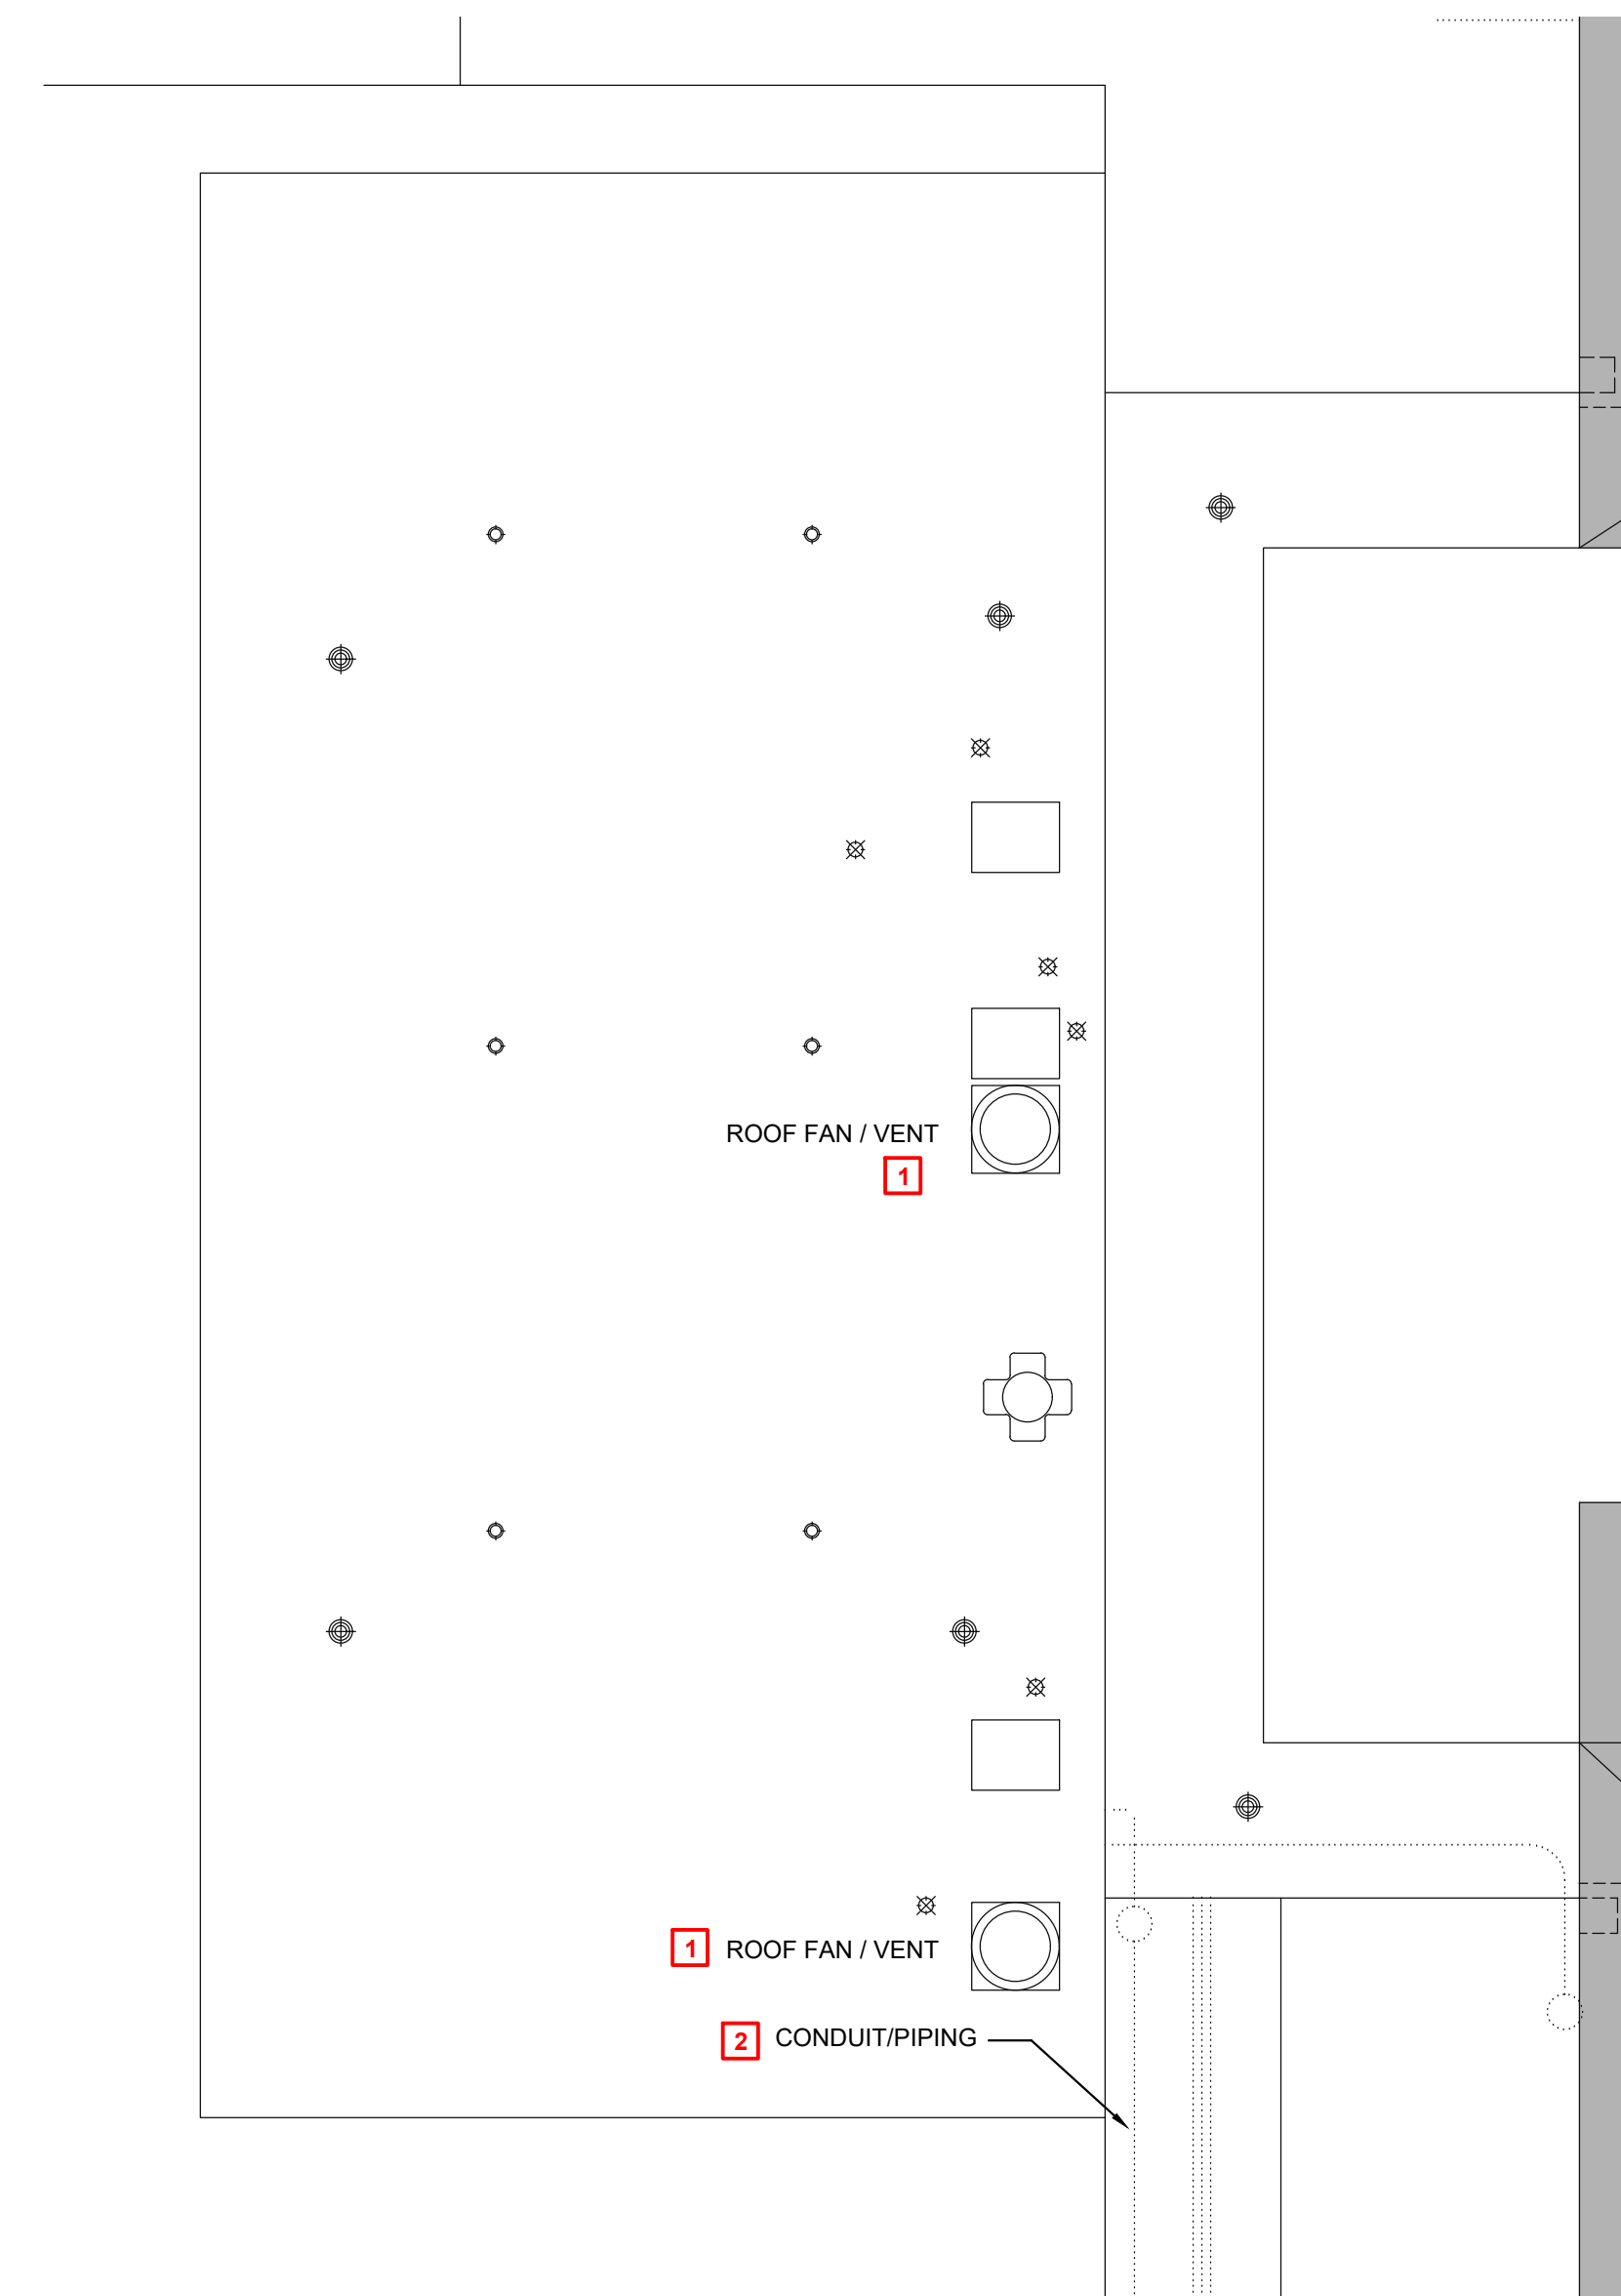 ROOF FAN / VENT
1
1 ROOF FAN / VENT
2 CONDUIT/PIPING